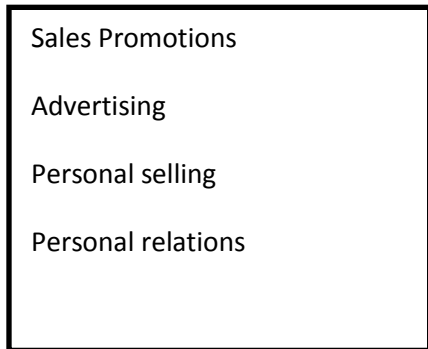 Sales Promotions
Advertising
Personal selling
Personal relations